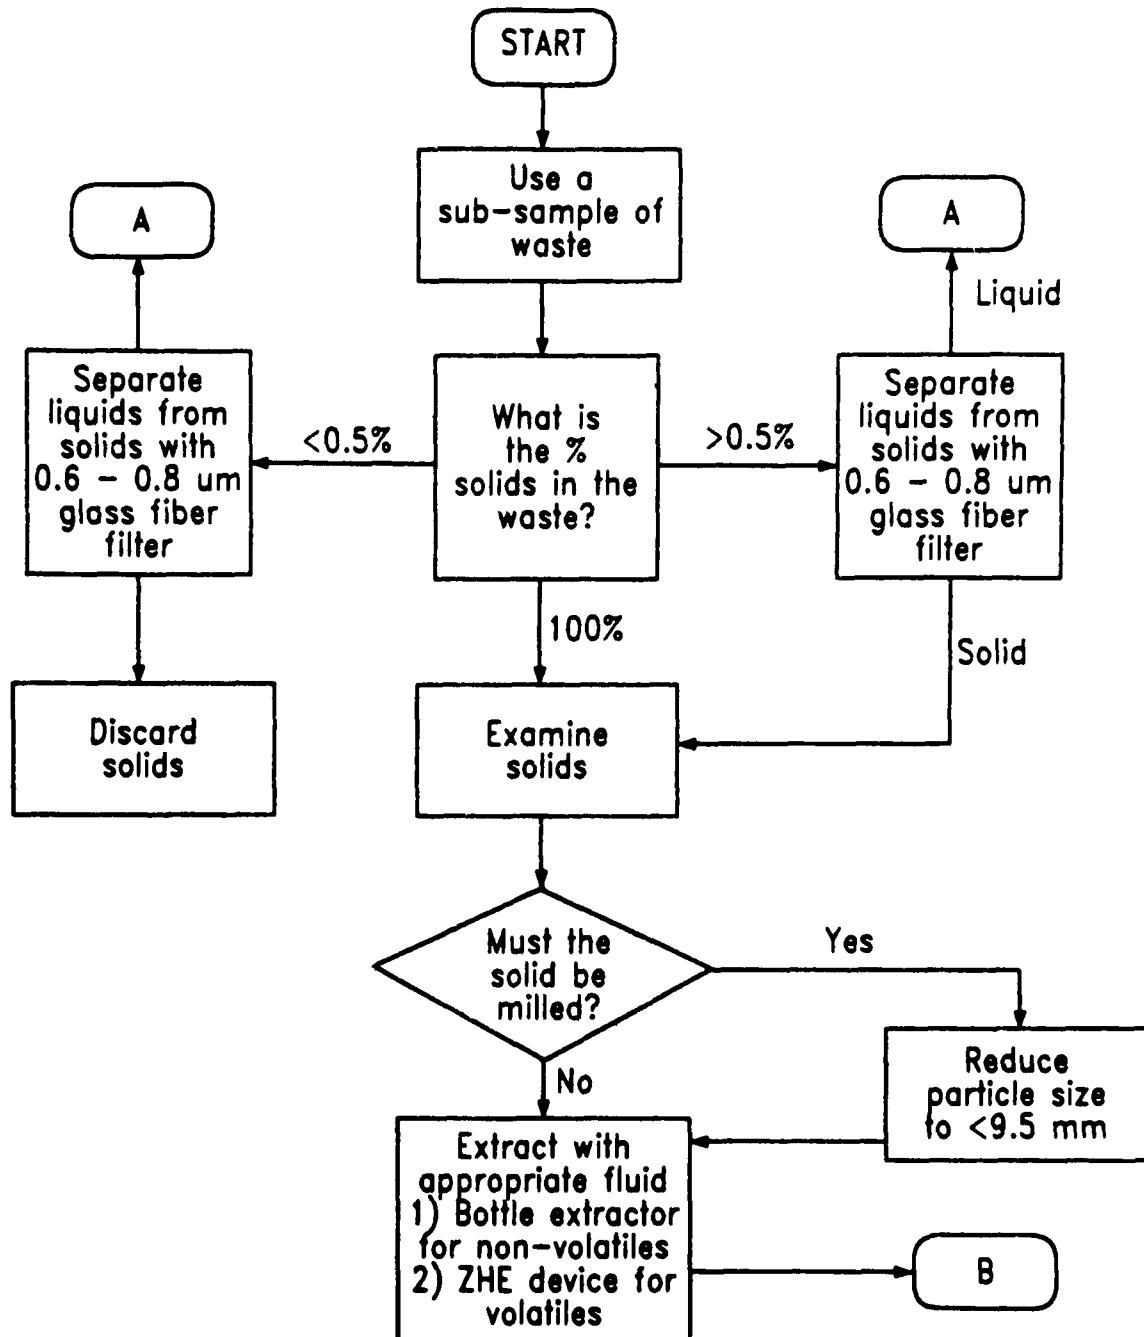 START
Use a
sub-sample of
waste
A
A
Liquid
Separate
liquids from
solids with
0.6 - 0.8 um
glass fiber
filter
<0.5%
What is
the %
solids in the
waste?
>0.5%
Separate
liquids from
solids with
0.6 - 0.8 um
glass fiber
filter
100%
Solid
Discard
solids
Examine
solids
Must the
solid be
milled?
Yes
No
Reduce
particle size
to <9.5 mm
Extract with
appropriate fluid
1) Bottle extractor
for non-volatiles
2) ZHE device for
volatiles
B